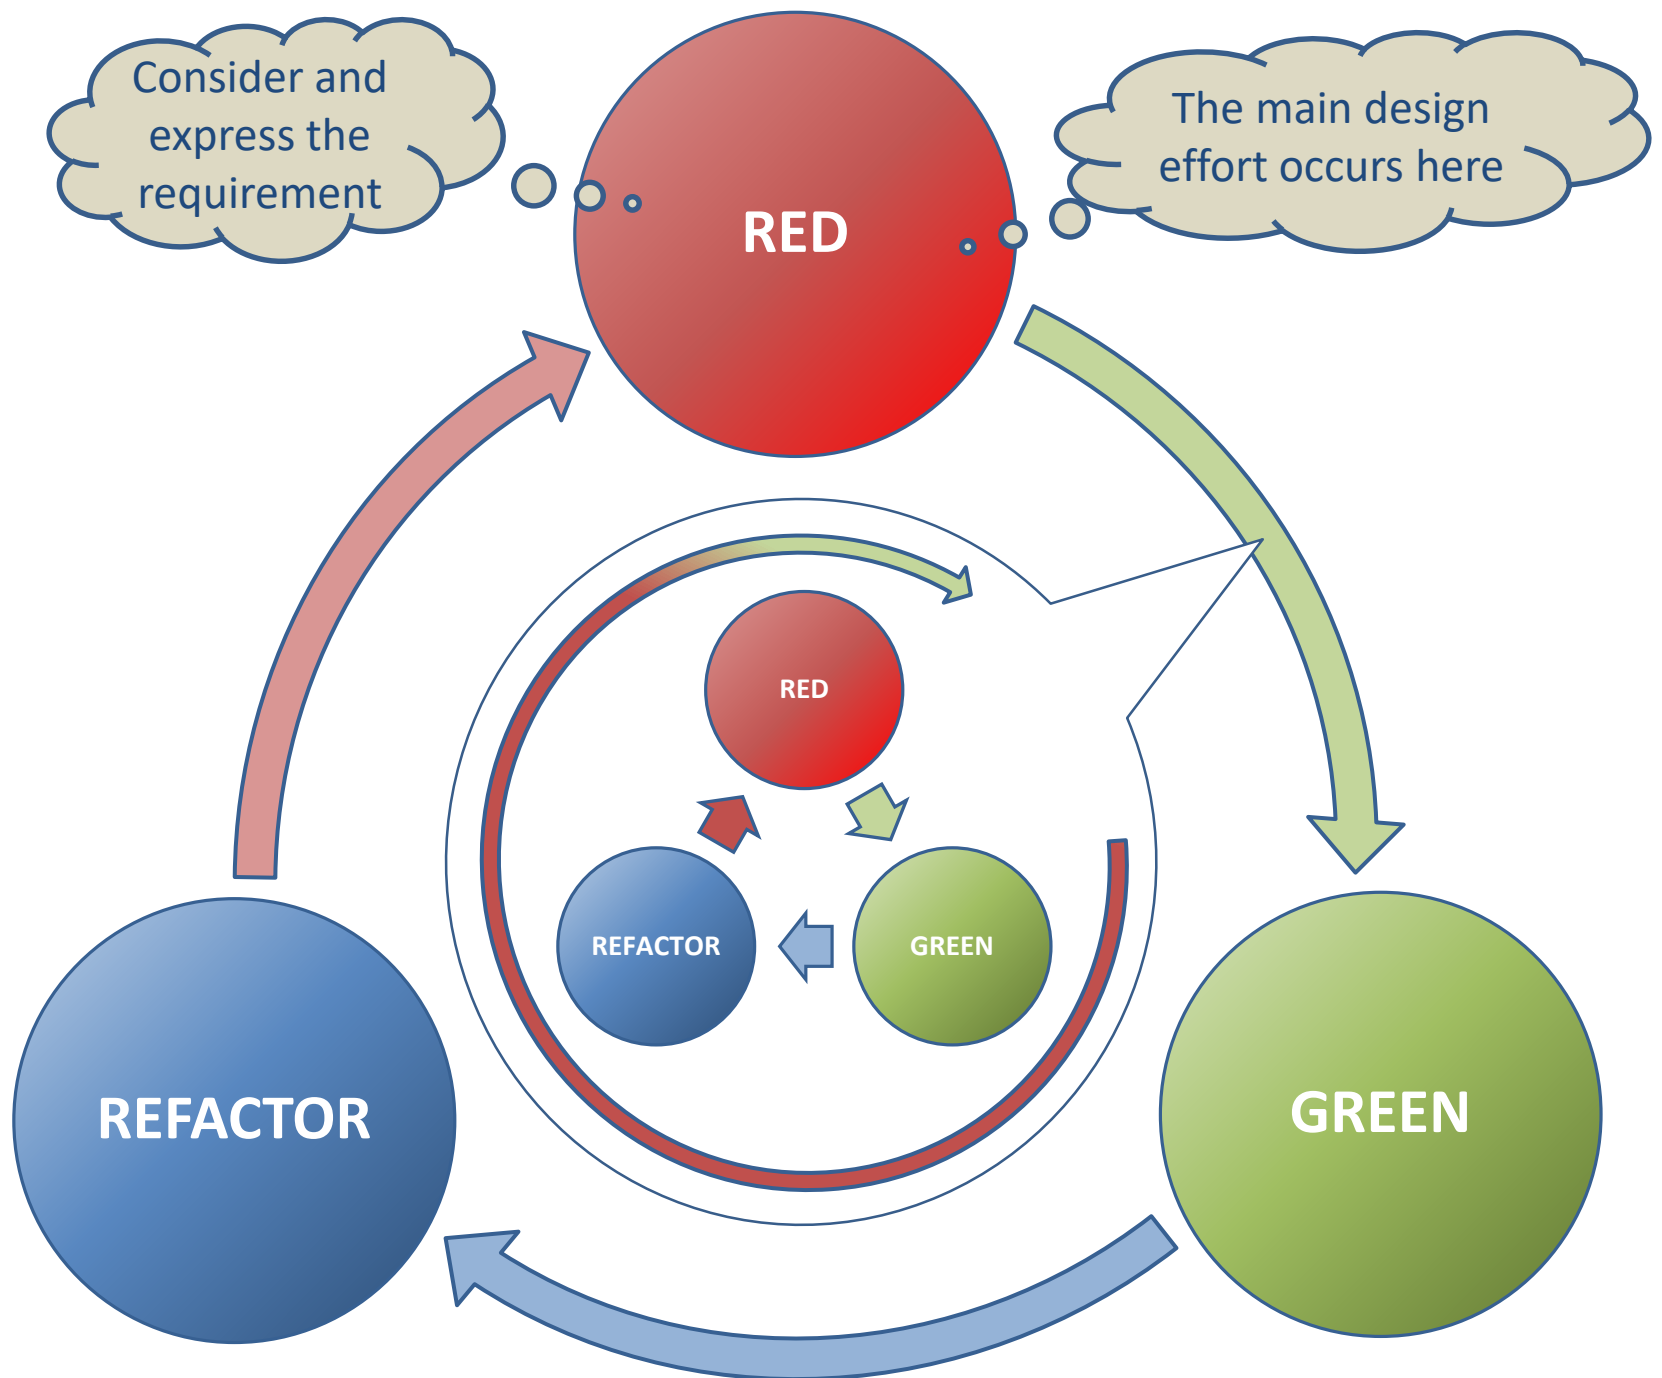 Consider and
express the
requirement
The main design
effort occurs here
RED
RED
REFACTOR
GREEN
REFACTOR
GREEN